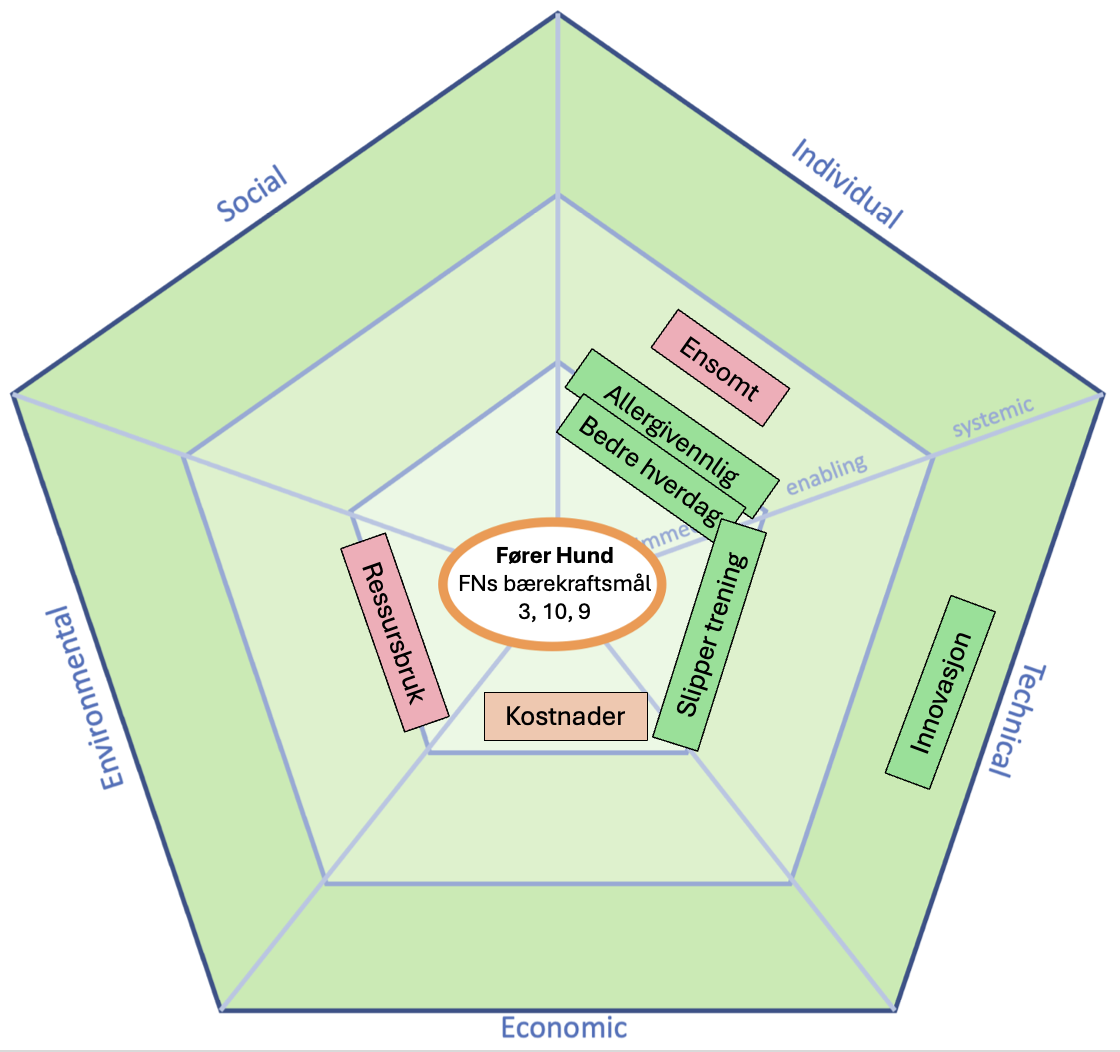 Social
Individual
Ensomt
Allergivennlig
Bedre hverdag
systemic
enabling
Fører Hund
FNs bærekraftsmål
3, 10, 9
Ressursbruk
Kostnader
Slipper trening
Innovasjon
Environmental
Technical
Economic